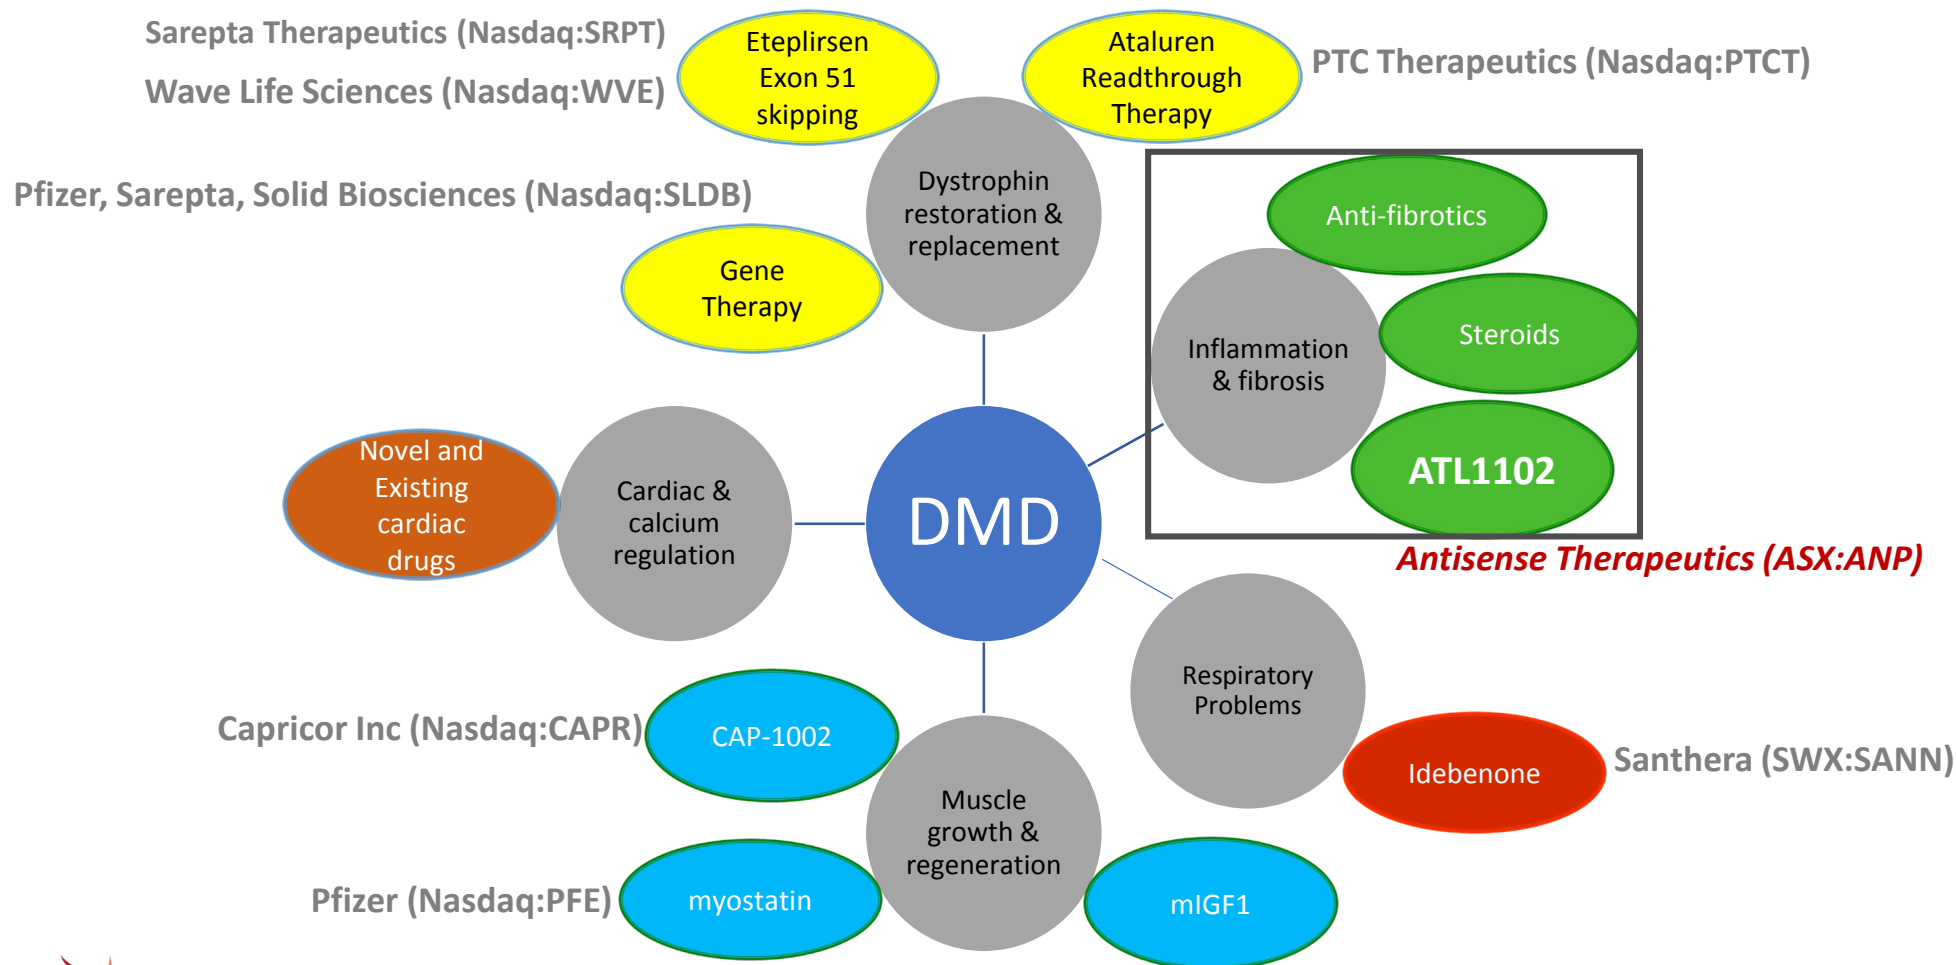 Sarepta Therapeutics (Nasdaq:SRPT)
Wave Life Sciences (Nasdaq:WVE)
Eteplirsen
Exon 51
skipping
Ataluren
Readthrough
Therapy
PTC Therapeutics (Nasdaq:PTCT)
Pfizer, Sarepta, Solid Biosciences (Nasdaq:SLDB)
Gene
Therapy
Dystrophin
restoration &
replacement
Anti-fibrotics
Steroids
Inflammation
& fibrosis
ATL1102
Antisense Therapeutics (ASX:ANP)
Novel and
Existing
cardiac
drugs
Cardiac &
calcium
regulation
DMD
Respiratory
Problems
Idebenone
Santhera (SWX:SANN)
Capricor Inc (Nasdaq:CAPR)
CAP-1002
Muscle
growth &
regeneration
Pfizer (Nasdaq:PFE)
myostatin
mIGF1